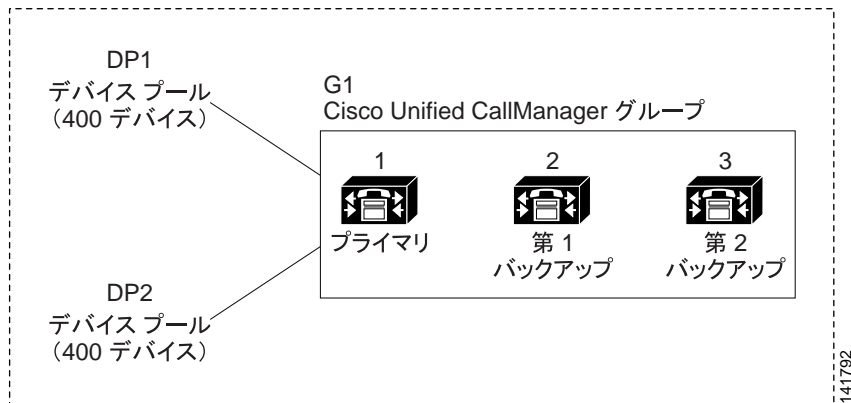 DP1
デバイス プール
(400 デバイス)
G1
Cisco Unified CallManager グループ
1
2
3
プライマリ
第 1
バックアップ
第 2
バックアップ
DP2
デバイス プール
(400 デバイス)
141792